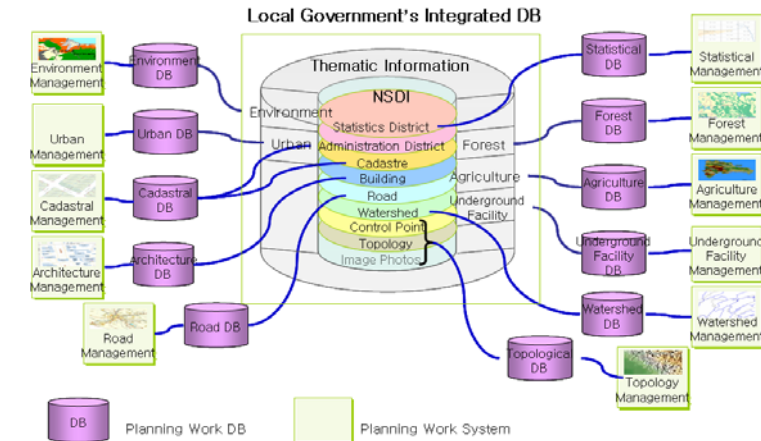 Local Government's Integrated DB
Environment
Management
Environment
DB
Urban
Management
Urban DB
Cadastral
Management
Cadastral
DB
Architecture
Management
Architecture
DB
Road
Management
Road DB
Thematic Information
NSDI
Environment
Urban
Statistics District
Administration District
Cadastre
Building
Road
Watershed
Control Point
Topology
Image Photos
Forest
Agriculture
Underground
Facility
Statistical
DB
Statistical
Management
Forest
DB
Forest
Management
Agriculture
DB
Agriculture
Management
Underground
Facility
DB
Underground
Facility
Management
Watershed
DB
Watershed
Management
Topological
DB
Topology
Management
DB
Planning Work DB
Planning Work System